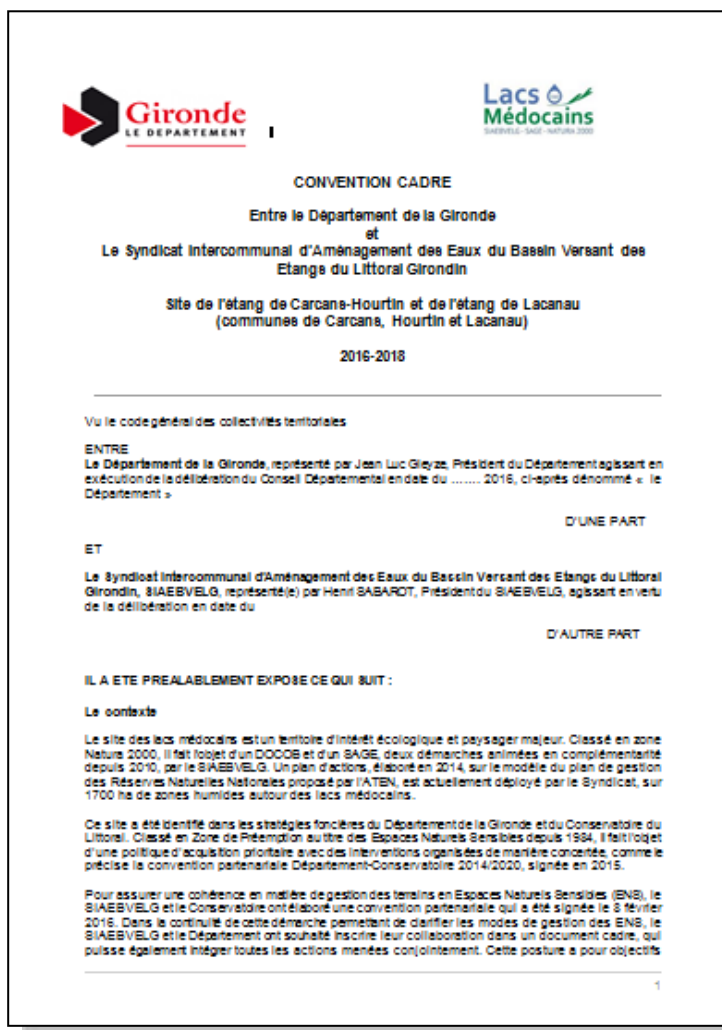 Gironde
LE DEPARTEMENT
Lacs
Médocains
SIAEBVELG - SAGE - NATURA 2000
CONVENTION CADRE
Entre le Département de la Gironde
et
Le Syndicat Intercommunal d'Aménagement des Eaux du Bassin Versant des
Etangs du Littoral Girondin
Site de l'étang de Carcans-Hourtin et de l'étang de Lacanau
(communes de Carcans, Hourtin et Lacanau)
2016-2018
Vu le code général des collectivités territoriales
ENTRE
Le Département de la Gironde, représenté par Jean Luc Gleyze, Président du Département agissant en
exécution de la délibération du Conseil Départemental en date du ....... 2016, ci-après dénommé « le
Département »
D'UNE PART
ET
Le Syndicat Intercommunal d'Aménagement des Eaux du Bassin Versant des Etangs du Littoral
Girondin, SIAEBVELG, représenté(e) par Henri SABAROT, Président du SIAEBVELG, agissant en vertu
de la délibération en date du
D'AUTRE PART
IL A ETE PREALABLEMENT EXPOSE CE QUI SUIT :
Le contexte
Le site des lacs médocains est un territoire d'intérêt écologique et paysager majeur. Classé en zone
Natura 2000, il fait l'objet d'un DOCOB et d'un SAGE, deux démarches animées en complémentarité
depuis 2010, par le SIAEBVELG. Un plan d'actions, élaboré en 2014, sur le modèle du plan de gestion
des Réserves Naturelles Nationales proposé par l'ATEN, est actuellement déployé par le Syndicat, sur
1700 ha de zones humides autour des lacs médocains.
Ce site a été identifié dans les stratégies foncières du Département de la Gironde et du Conservatoire du
Littoral. Classé en Zone de Préemption au titre des Espaces Naturels Sensibles depuis 1984, il fait l'objet
d'une politique d'acquisition prioritaire avec des interventions organisées de manière concertée, comme le
précise la convention partenariale Département-Conservatoire 2014/2020, signée en 2015.
Pour assurer une cohérence en matière de gestion des terrains en Espaces Naturels Sensibles (ENS), le
SIAEBVELG et le Conservatoire ont élaboré une convention partenariale qui a été signée le 8 février
2016. Dans la continuité de cette démarche permettant de clarifier les modes de gestion des ENS, le
SIAEBVELG et le Département ont souhaité inscrire leur collaboration dans un document cadre, qui
puisse également intégrer toutes les actions menées conjointement. Cette posture a pour objectifs
1